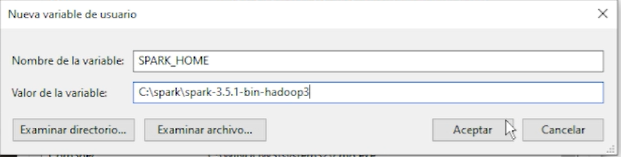 Nueva variable de usuario
Nombre de la variable: SPARK_HOME
Valor de la variable: C:\spark\spark-3.5.1-bin-hadoop3
Examinar directorio... Examinar archivo... Aceptar Cancelar